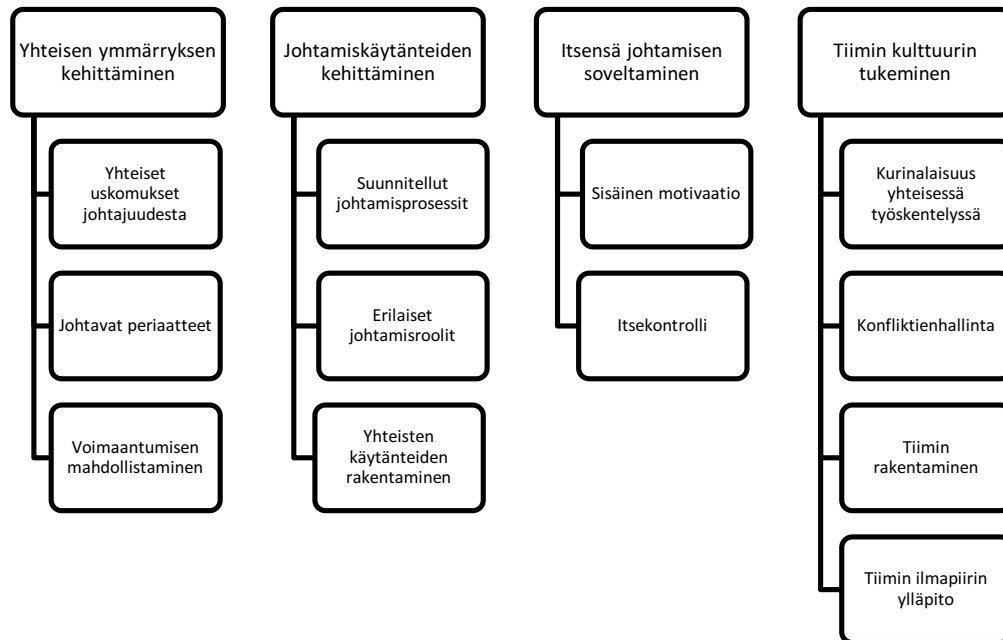 Yhteisen ymmärryksen
kehittäminen
Yhteiset
uskomukset
johtajuudesta
Johtavat periaatteet
Voimaantumisen
mahdollistaminen
Johtamiskäytänteiden
kehittäminen
Suunnitellut
johtamisprosessit
Erilaiset
johtamisroolit
Yhteisten
käytänteiden
rakentaminen
Itsensä johtamisen
soveltaminen
Sisäinen motivaatio
Itsekontrolli
Tiimin kulttuurin
tukeminen
Kurinalaisuus
yhteisessä
työskentelyssä
Konfliktienhallinta
Tiimin
rakentaminen
Tiimin ilmapiirin
ylläpito